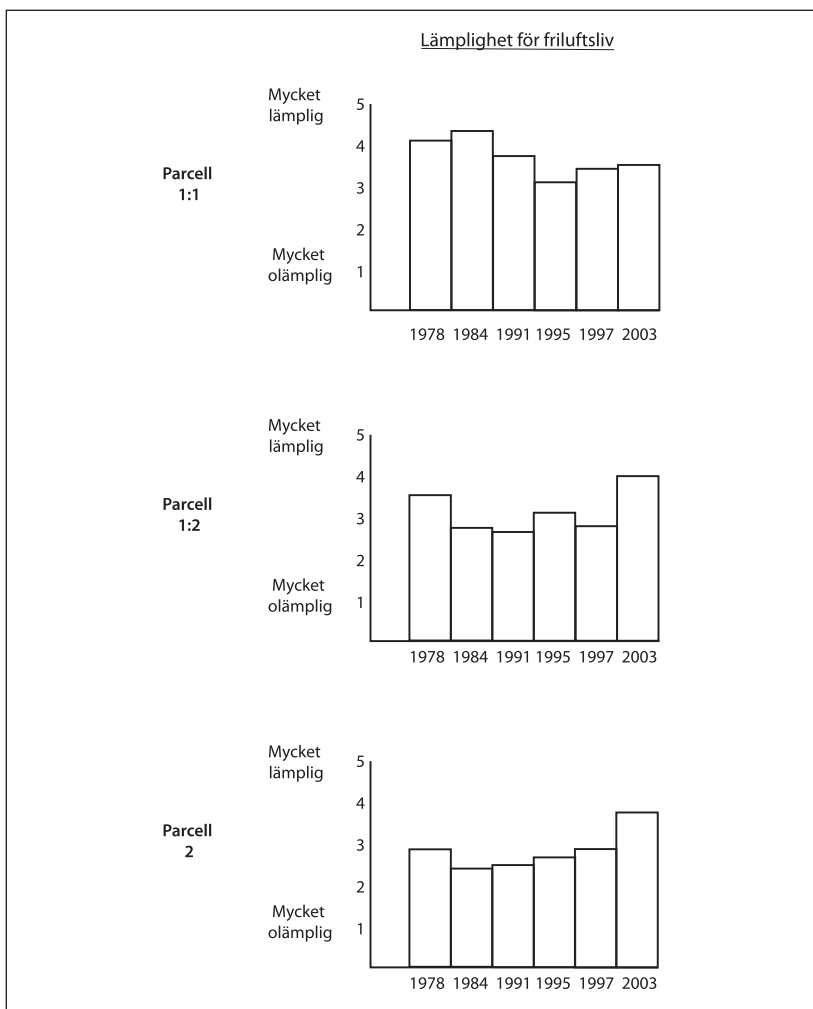 Lämplighet för friluftsliv
Mycket
lämplig
5
4
3
2
1
Parcell
1:1
Mycket
olämplig
1978 1984 1991 1995 1997 2003
Mycket
lämplig
5
4
3
2
1
Parcell
1:2
Mycket
olämplig
1978 1984 1991 1995 1997 2003
Mycket
lämplig
5
4
3
2
1
Parcell
2
Mycket
olämplig
1978 1984 1991 1995 1997 2003